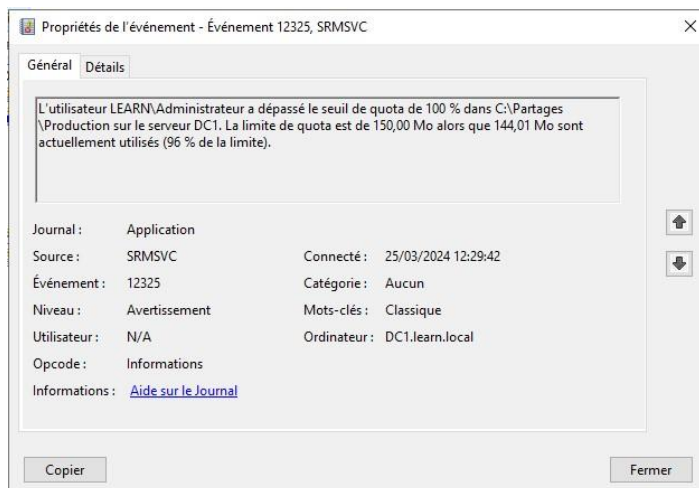 Propriétés de l'événement - Événement 12325, SRMSVC
Général
Détails
L'utilisateur LEARN\Administrateur a dépassé le seuil de quota de 100 % dans C:\Partages
\Production sur le serveur DC1. La limite de quota est de 150,00 Mo alors que 144,01 Mo sont
actuellement utilisés (96 % de la limite).
Journal : Application
Source : SRMSVC Connecté : 25/03/2024 12:29:42
Événement : 12325 Catégorie : Aucun
Niveau : Avertissement Mots-clés : Classique
Utilisateur : N/A Ordinateur : DC1.learn.local
Opcode : Informations
Informations : Aide sur le Journal
Copier
Fermer